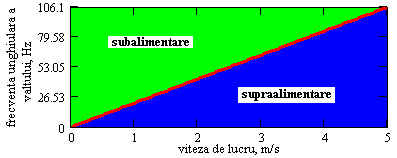 frecventa unghiulara a
valtului, Hz
106.1
79.58
53.05
26.53
0
subalimentare
supraalimentare
0 1 2 3 4 5
viteza de lucru, m/s